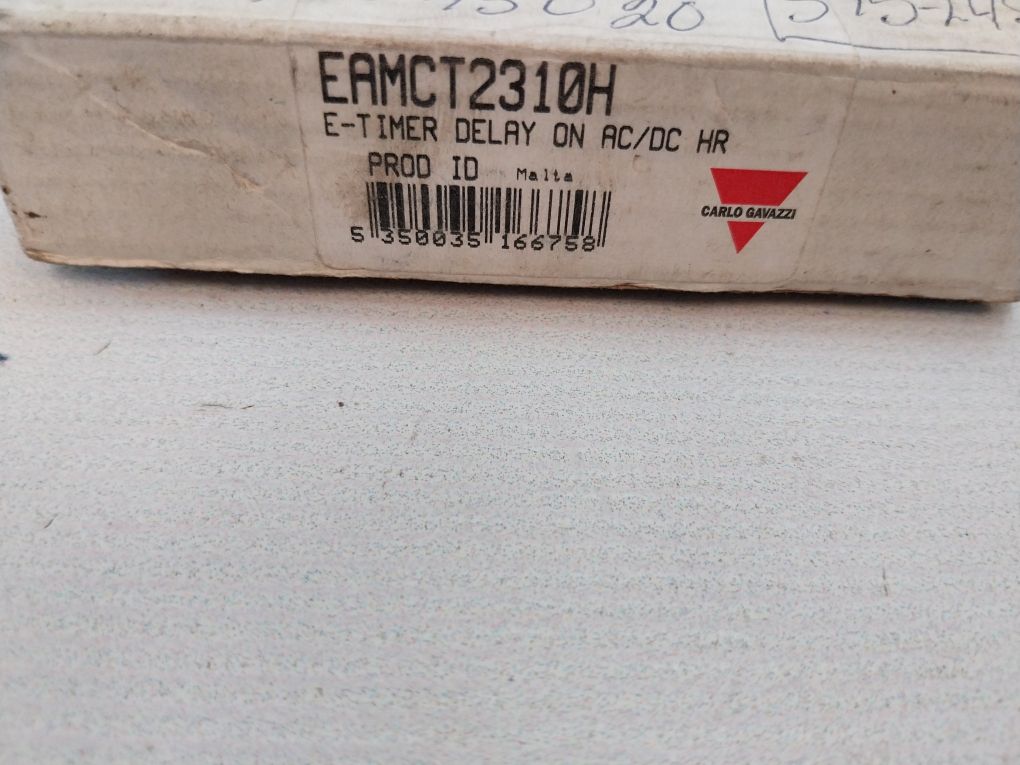 EAMCT2310H
E-TIMER DELAY ON AC/DC HR
PROD ID Malta
CARLO GAVAZZI
5 350035 166758